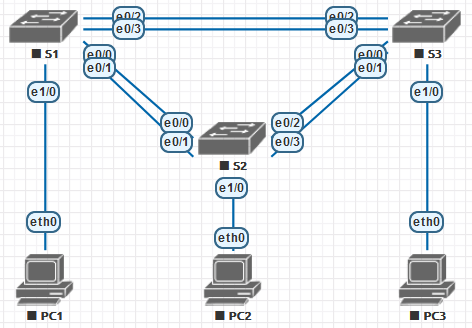 e0/2 e0/2
e0/3 e0/3
S1 S3
e0/0 e0/0
e0/1 e0/1
e1/0 e1/0
e0/0 e0/2
e0/1 e0/3
S2
e1/0
eth0 eth0 eth0
PC1 PC2 PC3